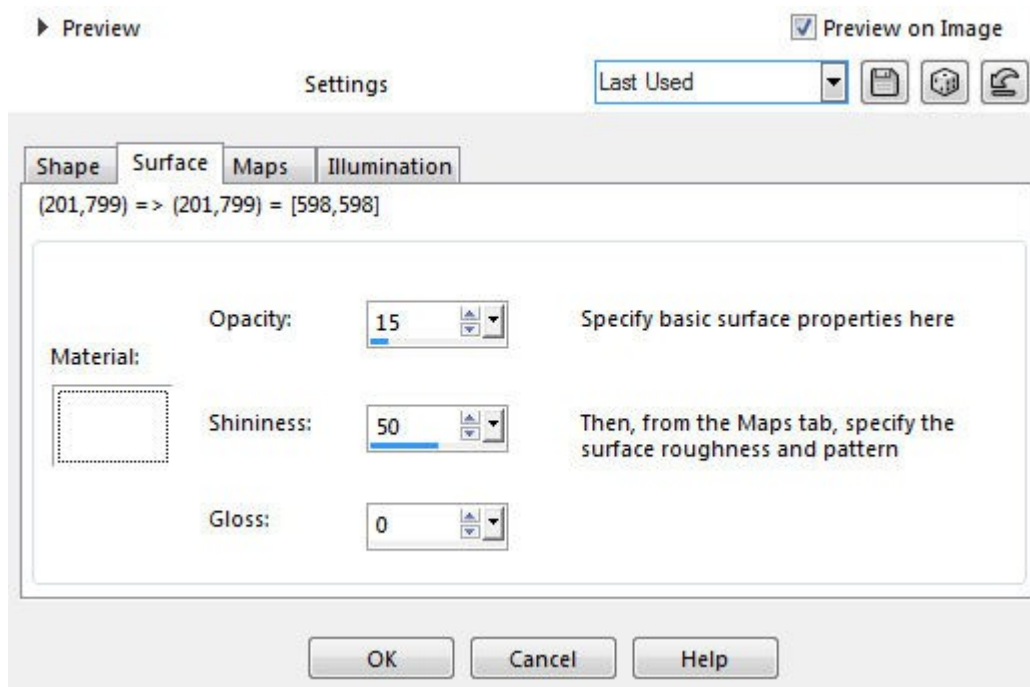 Preview
Preview on Image
Settings
Last Used
Shape Surface Maps Illumination
(201,799) = > (201,799) = [598,598]
Opacity: 15 Specify basic surface properties here
Material:
Shininess: 50 Then, from the Maps tab, specify the
surface roughness and pattern
Gloss: 0
OK Cancel Help